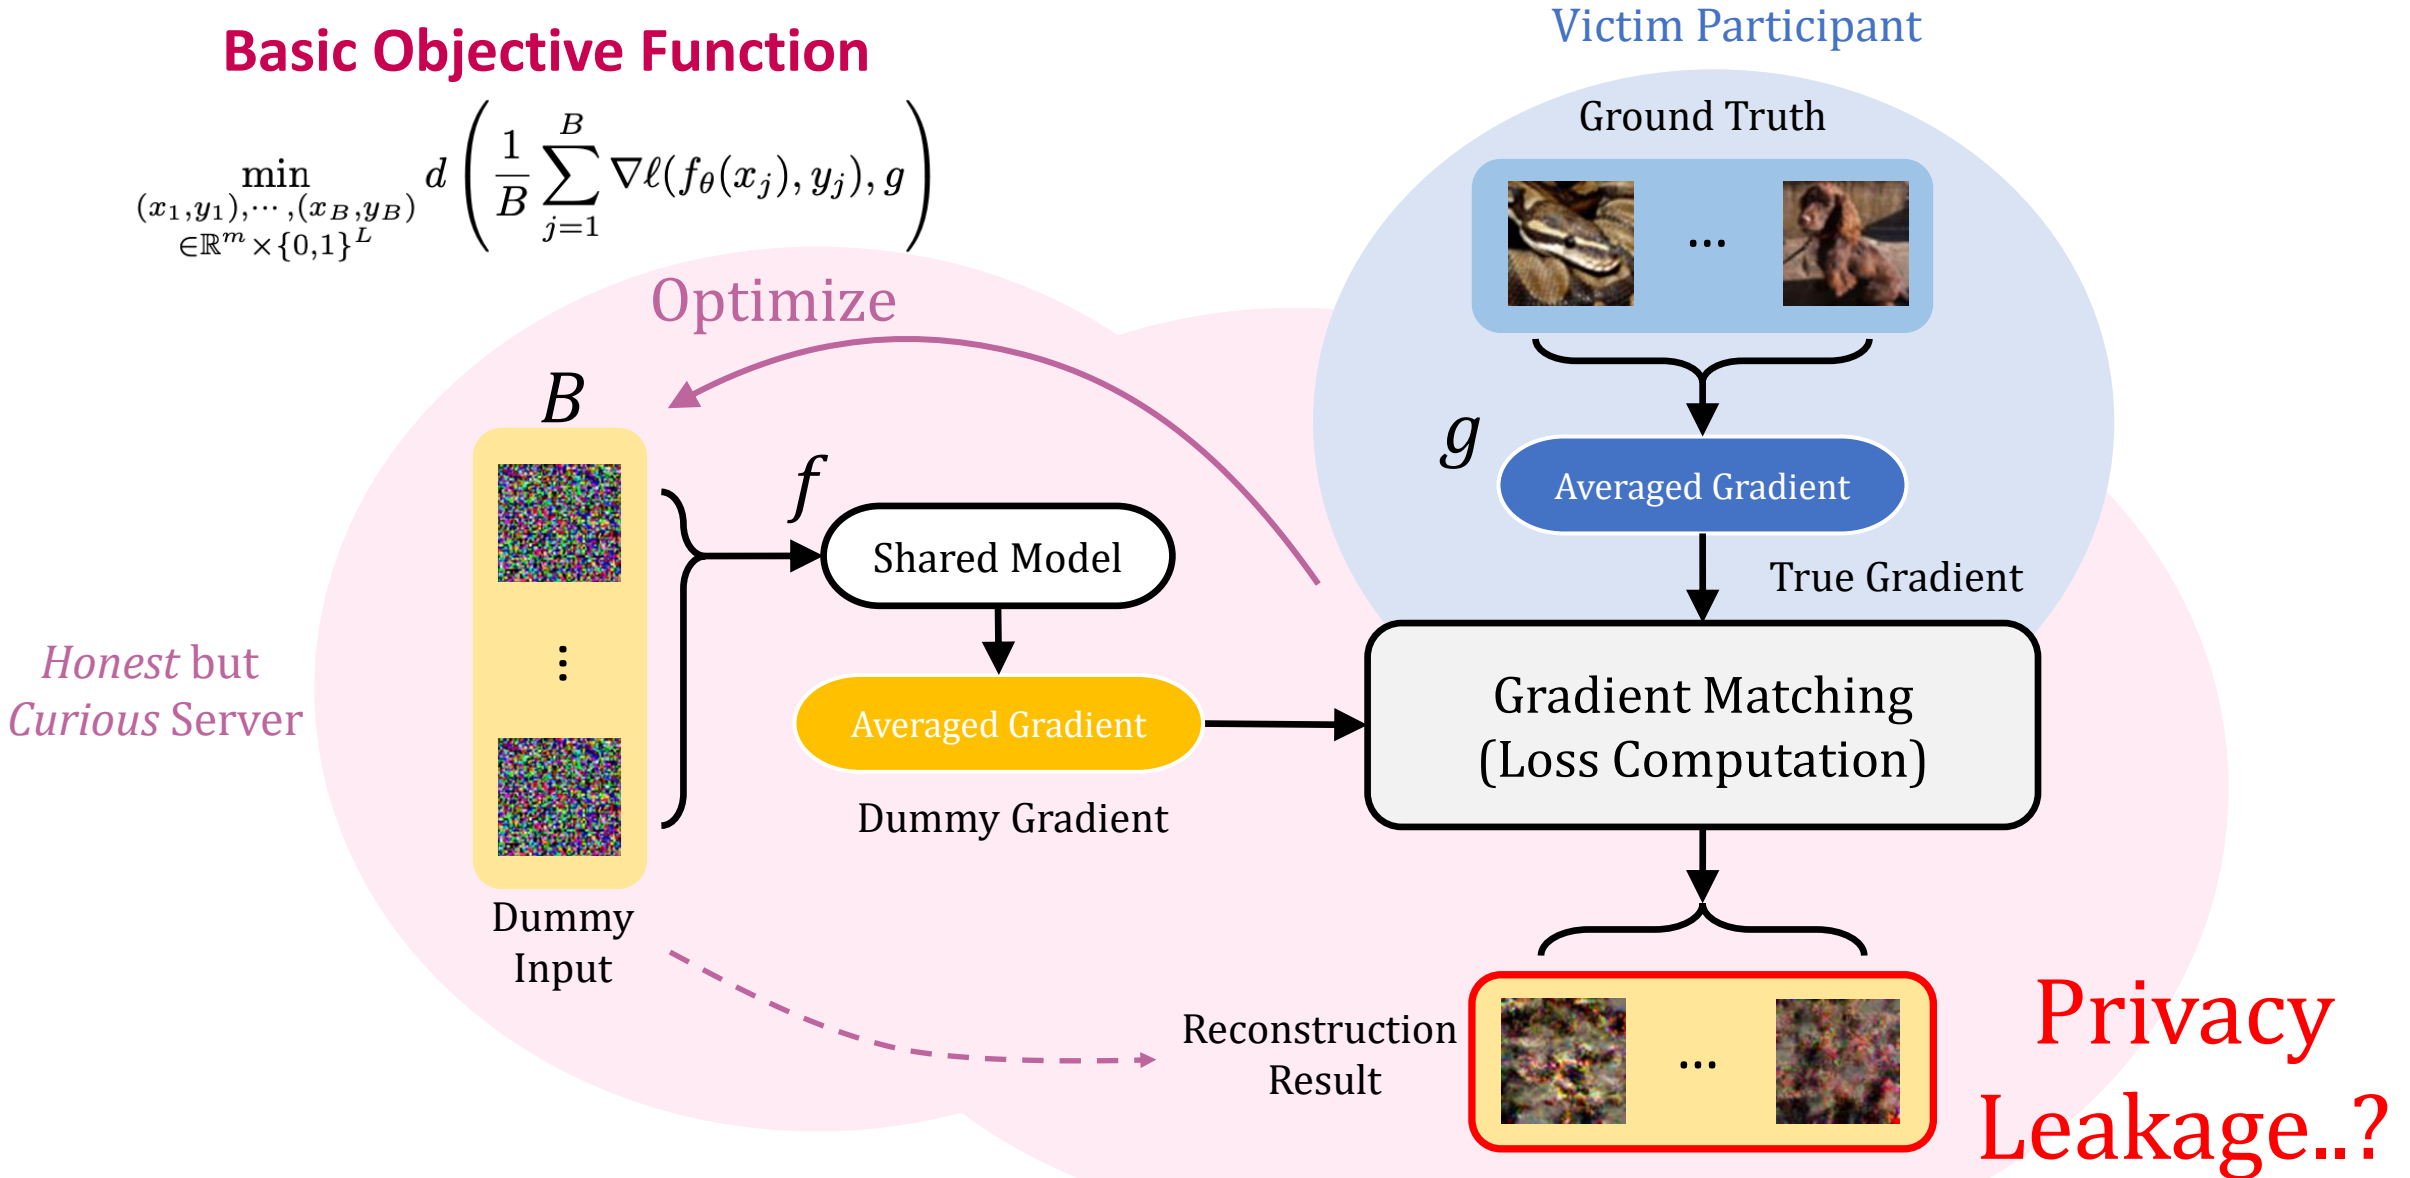 Basic Objective Function
min d ( 1/B ∑ ∇ℓ(f_θ(x_j), y_j), g )
B
j=1
(x₁,y₁),⋯,(x_B,y_B)
∈ℝ^m×{0,1}^L
Victim Participant
Ground Truth
...
g
Averaged Gradient
True Gradient
Optimize
B
f
Shared Model
Averaged Gradient
Dummy Gradient
Honest but
Curious Server
⋮
Dummy
Input
Gradient Matching
(Loss Computation)
Reconstruction
Result
...
Privacy
Leakage..?